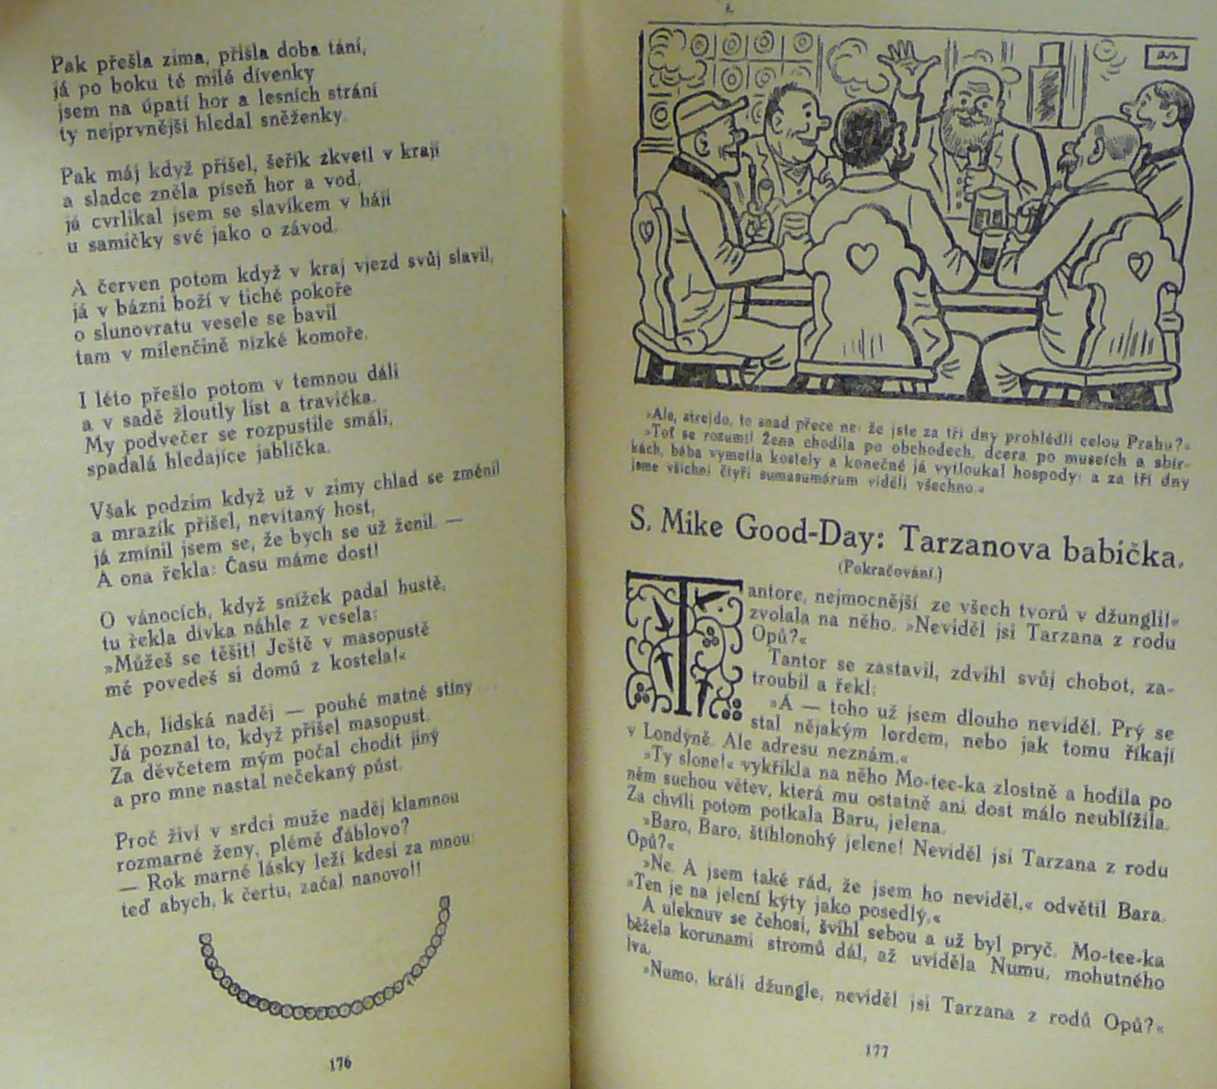 Pak přešla zima, přišla doba tání,
já po boku té milé dívenky
jsem na úpatí hor a lesních strání
ty nejprvnější hledal sněženky.
Pak máj když přišel, šeřík zkvetl v kraji
a sladce zněla píseň hor a vod,
já cvrlikal jsem se slavíkem v háji
u samičky své jako o závod.
A červen potom když v kraj vjezd svůj slavil,
já v bázni boží v tiché pokoře
o slunovratu vesele se bavil
tam v milenčině nízké komoře.
I léto přešlo potom v temnou dáli
a v sadě žloutly list a travička.
My podvečer se rozpustile smáli,
spadalá hledajíce jablíčka.
Však podzim když už v zimy chlad se změnil
a mrazík přišel, nevítaný host,
já zmínil jsem se, že bych se už ženil. —
A ona řekla: Času máme dost!
O vánocích, když snížek padal hustě,
tu řekla dívka náhle z vesela:
»Můžeš se těšit! Ještě v masopustě
mé povedeš si domů z kostela!«
Ach, lidská naděj — pouhé matné stíny
Já poznal to, když přišel masopust.
Za děvčetem mým počal chodit jiný
a pro mne nastal nečekaný půst.
Proč živí v srdci muže naděj klamnou
rozmarné ženy, plémě ďáblovo?
— Rok marné lásky leží kdesi za mnou:
teď abych, k čertu, začal nanovo!!
176
»Ale, strejdo, to snad přece ne: že jste za tři dny prohlédli celou Prahu?«
»Toť se rozumí! Žena chodila po obchodech, dcera po museích a sbír-
kách, bába vymetla kostely a konečně já vytloukal hospody: a za tři dny
jsme všichni čtyři sumasumárum viděli všechno.«
S. Mike Good-Day: Tarzanova babička.
(Pokračování.)
Tantore, nejmocnější ze všech tvorů v džungli!«
zvolala na něho. »Neviděl jsi Tarzana z rodu
Opů?«
Tantor se zastavil, zdvihl svůj chobot, za-
troubil a řekl:
»Á — toho už jsem dlouho neviděl. Prý se
stal nějakým lordem, nebo jak tomu říkají
v Londýně. Ale adresu neznám.«
»Ty slone!« vykřikla na něho Mo-tee-ka zlostně a hodila po
něm suchou větev, která mu ostatně ani dost málo neublížila.
Za chvíli potom potkala Baru, jelena.
»Baro, Baro, štíhlonohý jelene! Neviděl jsi Tarzana z rodu
Opů?«
»Ne. A jsem také rád, že jsem ho neviděl,« odvětil Bara.
»Ten je na jelení kýty jako posedlý.«
A uleknuv se čehosi, švihl sebou a už byl pryč. Mo-tee-ka
běžela korunami stromů dál, až uviděla Numu, mohutného
lva.
»Numo, králi džungle, neviděl jsi Tarzana z rodů Opů?«
177